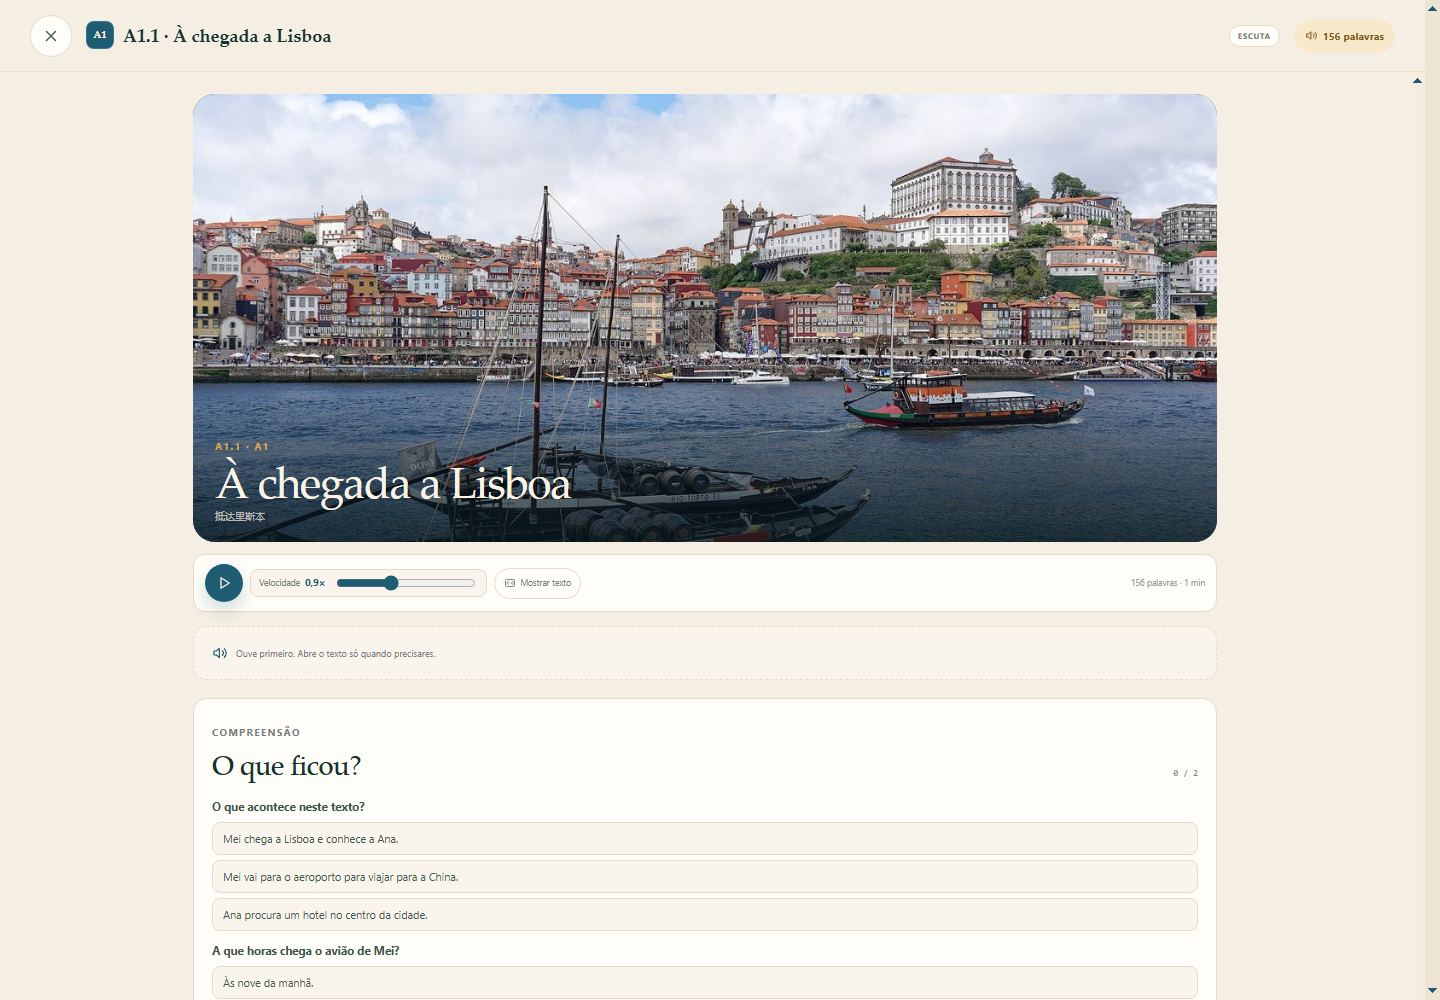 A1
A1.1 · À chegada a Lisboa
ESCUTA
156 palavras
A1.1 · A1
À chegada a Lisboa
抵达里斯本
Velocidade 0,9×
Mostrar texto
156 palavras · 1 min
Ouve primeiro. Abre o texto só quando precisares.
COMPREENSÃO
O que ficou?
0 / 2
O que acontece neste texto?
Mei chega a Lisboa e conhece a Ana.
Mei vai para o aeroporto para viajar para a China.
Ana procura um hotel no centro da cidade.
A que horas chega o avião de Mei?
Às nove da manhã.